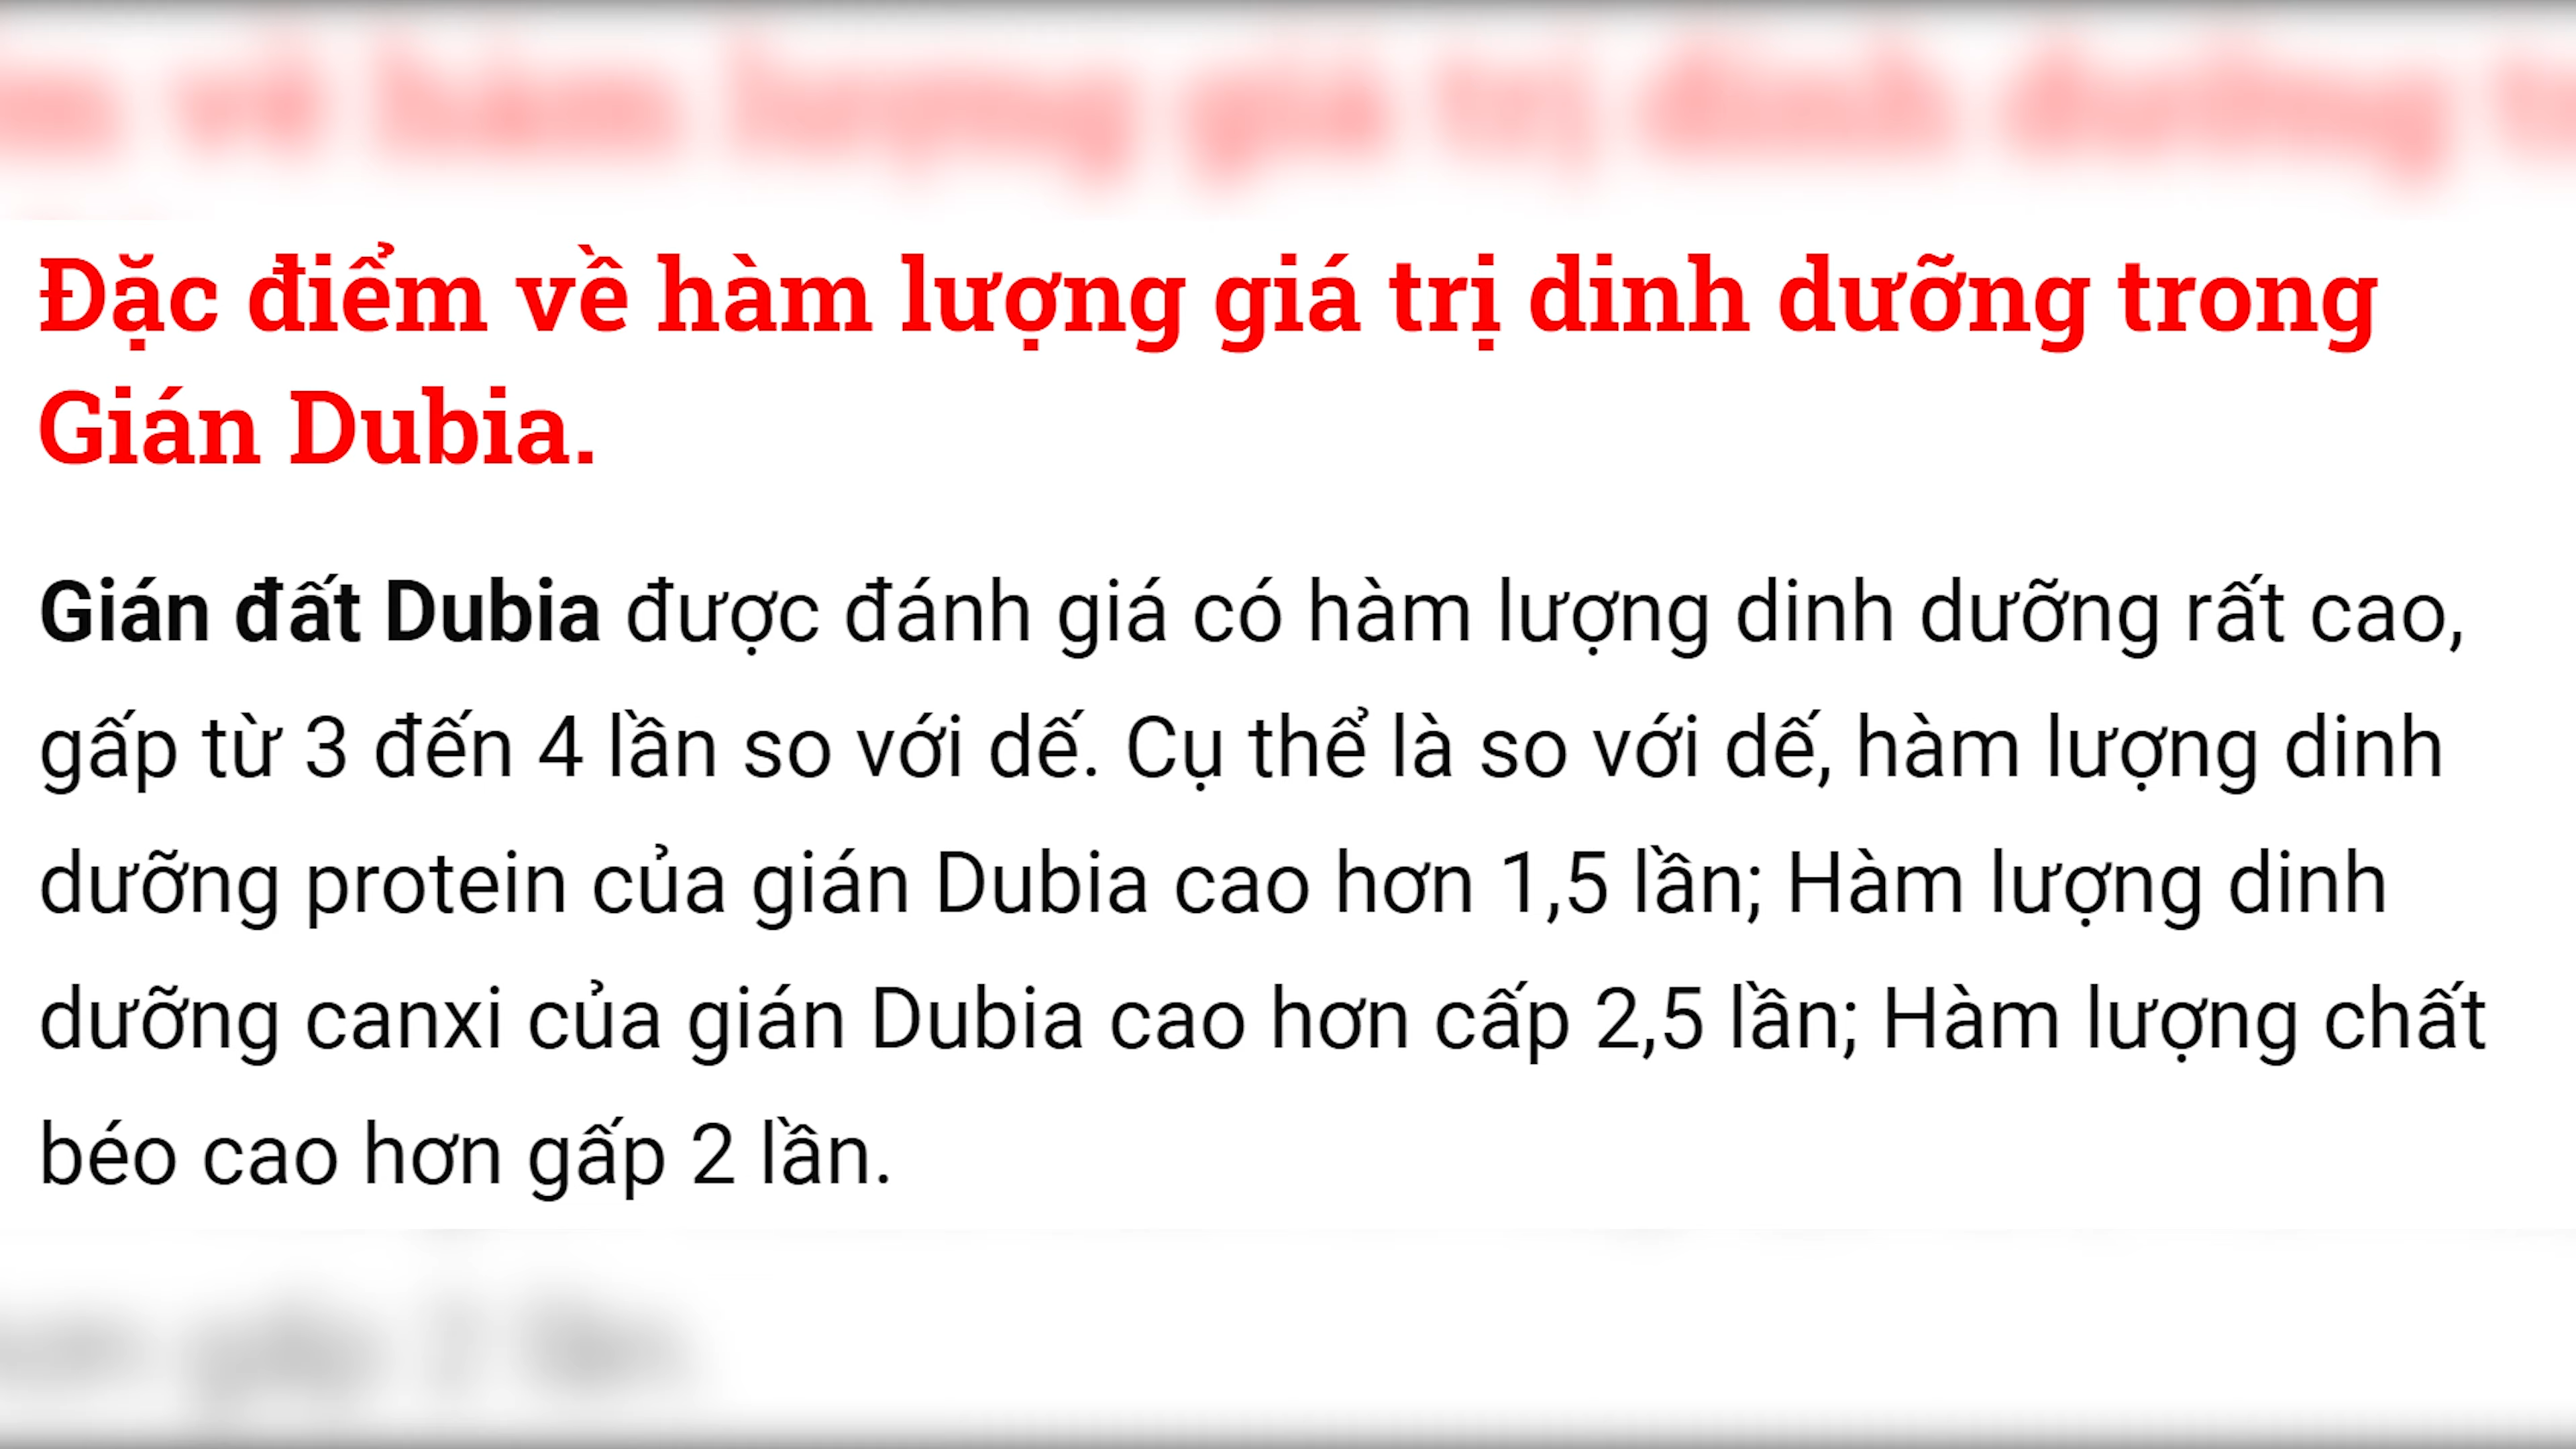 Đặc điểm về hàm lượng giá trị dinh dưỡng trong
Gián Dubia.
Gián đất Dubia được đánh giá có hàm lượng dinh dưỡng rất cao,
gấp từ 3 đến 4 lần so với dế. Cụ thể là so với dế, hàm lượng dinh
dưỡng protein của gián Dubia cao hơn 1,5 lần; Hàm lượng dinh
dưỡng canxi của gián Dubia cao hơn cấp 2,5 lần; Hàm lượng chất
béo cao hơn gấp 2 lần.